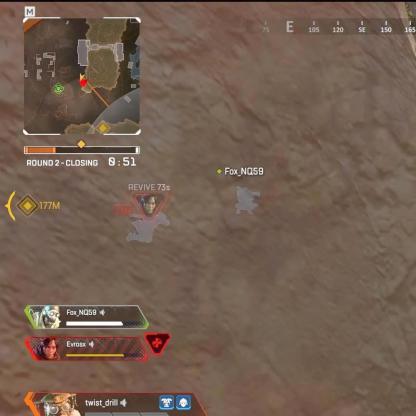 M
75 E 105 120 SE 150 165
ROUND 2 - CLOSING 0:51
Fox_NQ59
REVIVE 73s
177M
Fox_NQ59
Evrosx
twist_drill